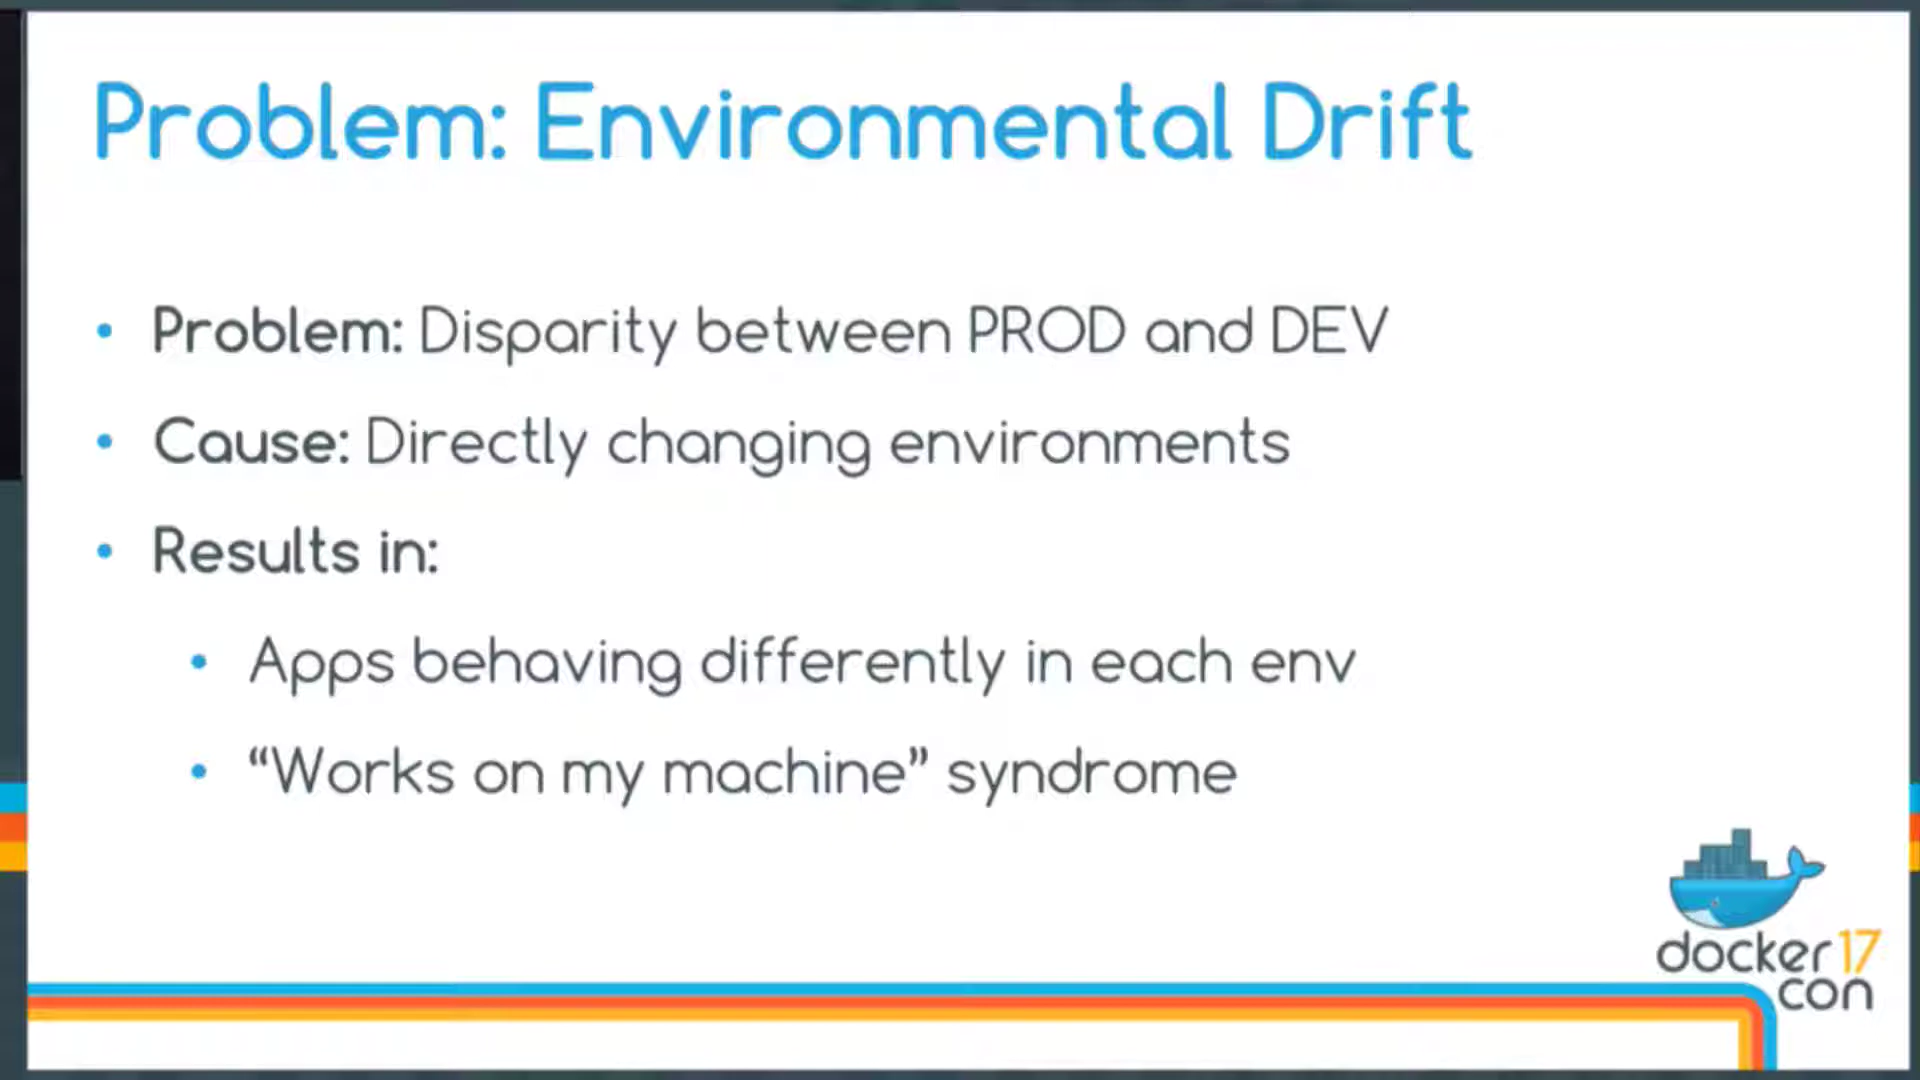 Problem: Environmental Drift
• Problem: Disparity between PROD and DEV
• Cause: Directly changing environments
• Results in:
• Apps behaving differently in each env
• “Works on my machine” syndrome
docker 17
con